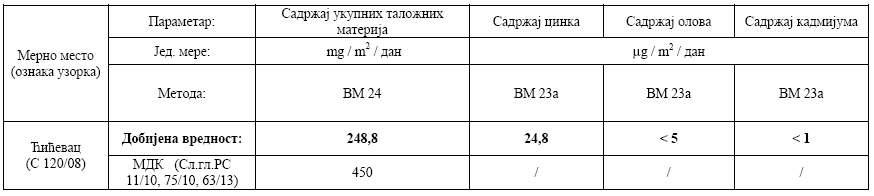 Мерно место
(ознака узорка)
Параметар:
Садржај укупних таложних
материја
Садржај цинка
Садржај олова
Садржај кадмијума
Јед. мере:
mg / m² / дан
µg / m² / дан
Метода:
ВМ 24
ВМ 23а
ВМ 23а
ВМ 23а
Ћићевац
(С 120/08)
Добијена вредност:
248,8
24,8
< 5
< 1
МДК (Сл.гл.РС
11/10, 75/10, 63/13)
450
/
/
/